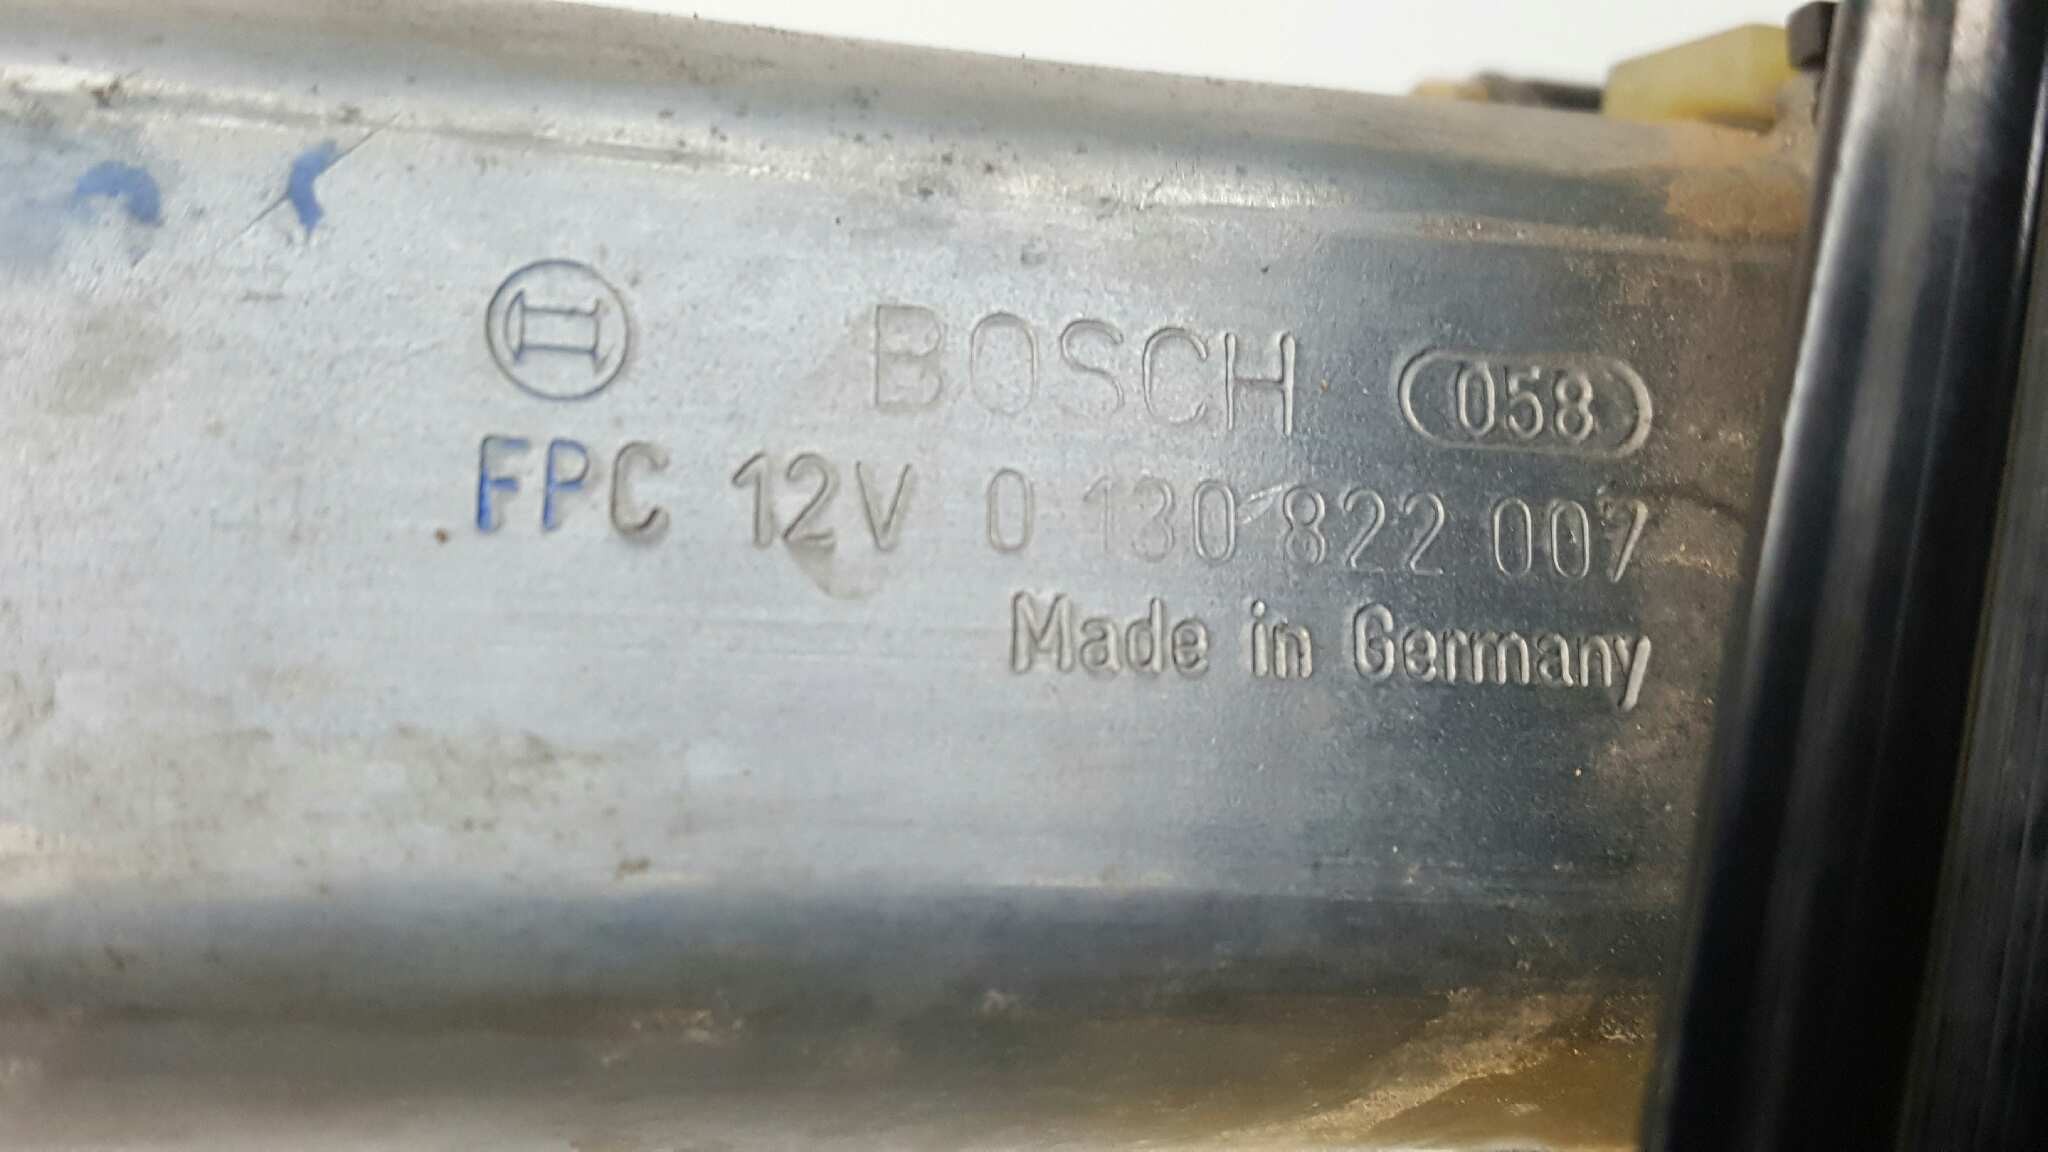 BOSCH 058
FPC 12V 0 130 822 007
Made in Germany